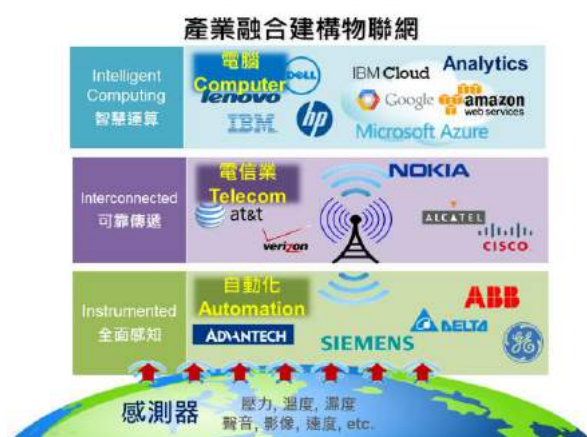 產業融合建構物聯網
Intelligent
Computing
智慧運算
電腦
Computer
DELL
lenovo
IBM
hp
IBM Cloud
Analytics
Google
amazon
web services
Microsoft Azure
Interconnected
可靠傳遞
電信業
Telecom
at&t
verizon
NOKIA
ALCATEL
CISCO
Instrumented
全面感知
自動化
Automation
ADVANTECH
SIEMENS
ABB
DELTA
GE
感測器
壓力, 溫度, 濕度
聲音, 影像, 速度, etc.